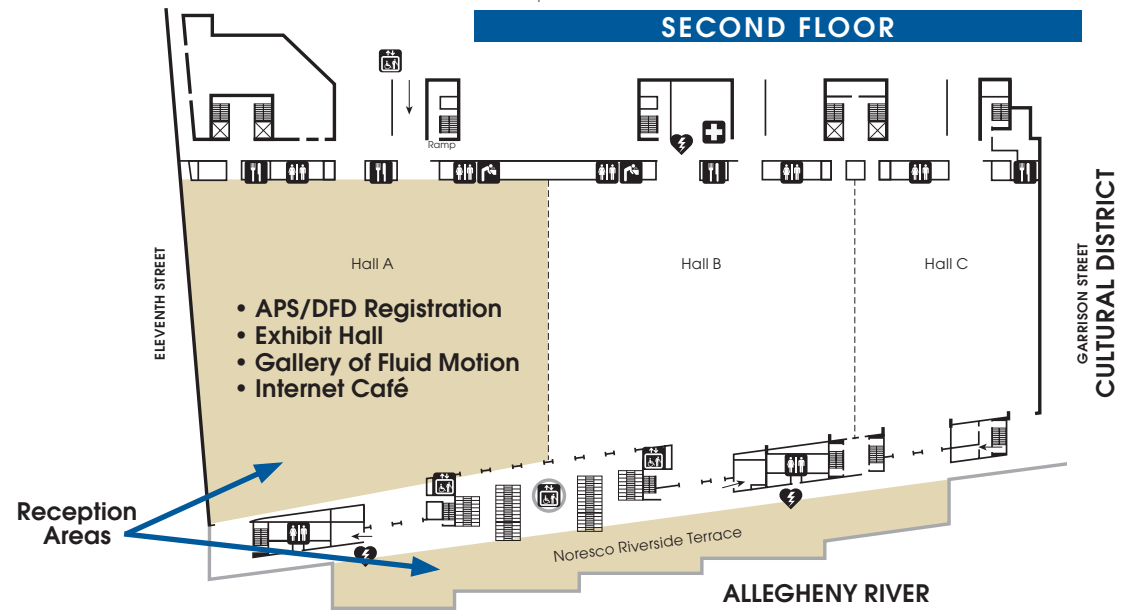 SECOND FLOOR
Ramp
ELEVENTH STREET
Hall A
Hall B
Hall C
GARRISON STREET
CULTURAL DISTRICT
• APS/DFD Registration
• Exhibit Hall
• Gallery of Fluid Motion
• Internet Café
Reception
Areas
Noresco Riverside Terrace
ALLEGHENY RIVER